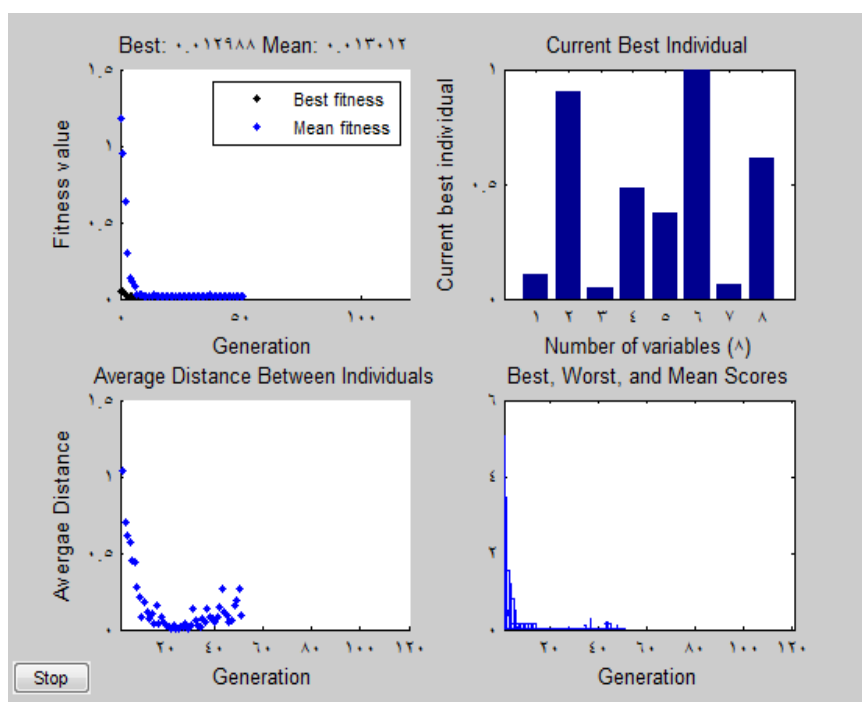 Best: ٠.٠١٢٩٨٨ Mean: ٠.٠١٣٠١٢
١.٥
١
٠.٥
٠
Fitness value
Best fitness
Mean fitness
٠ ٥٠ ١٠٠
Generation
Current Best Individual
١
٠.٥
٠
Current best individual
١ ٢ ٣ ٤ ٥ ٦ ٧ ٨
Number of variables (٨)
Average Distance Between Individuals
١.٥
١
٠.٥
٠
Avergae Distance
٢٠ ٤٠ ٦٠ ٨٠ ١٠٠ ١٢٠
Generation
Best, Worst, and Mean Scores
٦
٤
٢
٠
٢٠ ٤٠ ٦٠ ٨٠ ١٠٠ ١٢٠
Generation
Stop